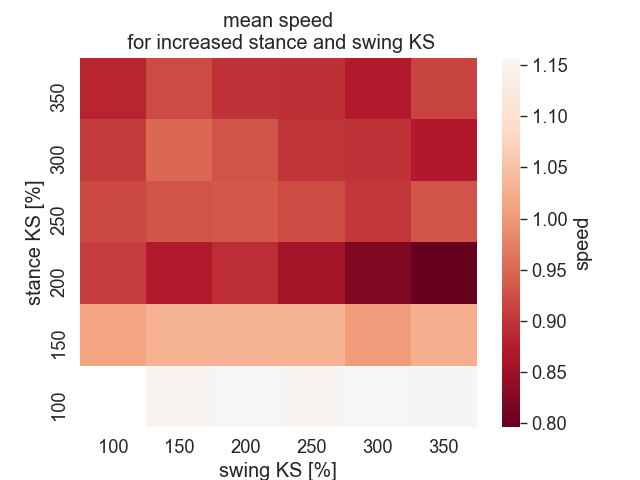 mean speed
for increased stance and swing KS
350
300
250
200
150
100
stance KS [%]
100 150 200 250 300 350
swing KS [%]
1.15
1.10
1.05
1.00
0.95
0.90
0.85
0.80
speed